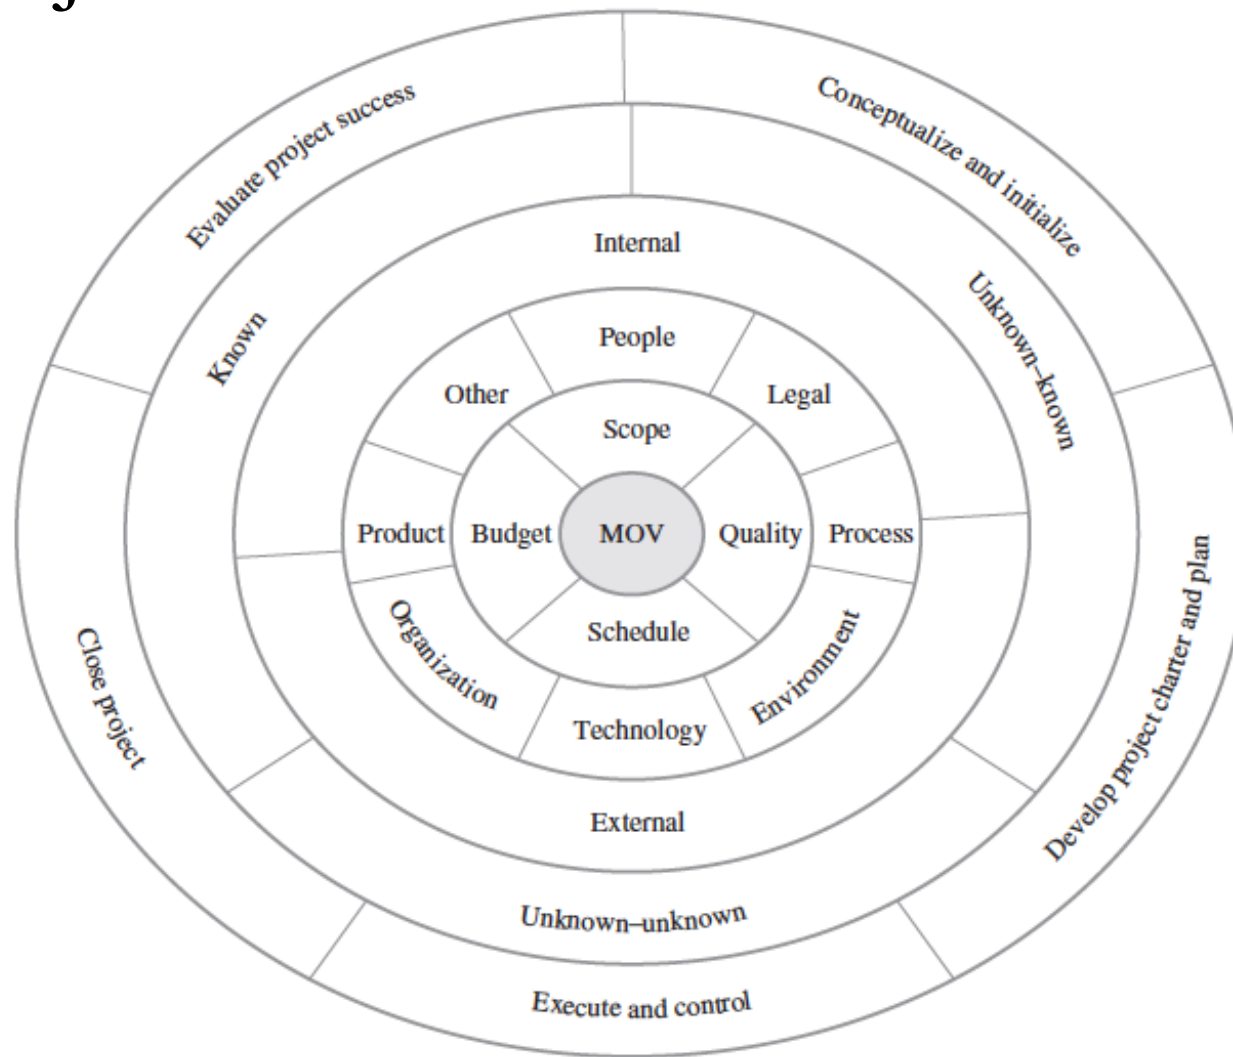 Evaluate project success
Conceptualize and initialize
Internal
Known
Unknown–known
People
Other
Legal
Scope
Product
Budget
MOV
Quality
Process
Organization
Schedule
Environment
Technology
Close project
Develop project charter and plan
External
Unknown–unknown
Execute and control